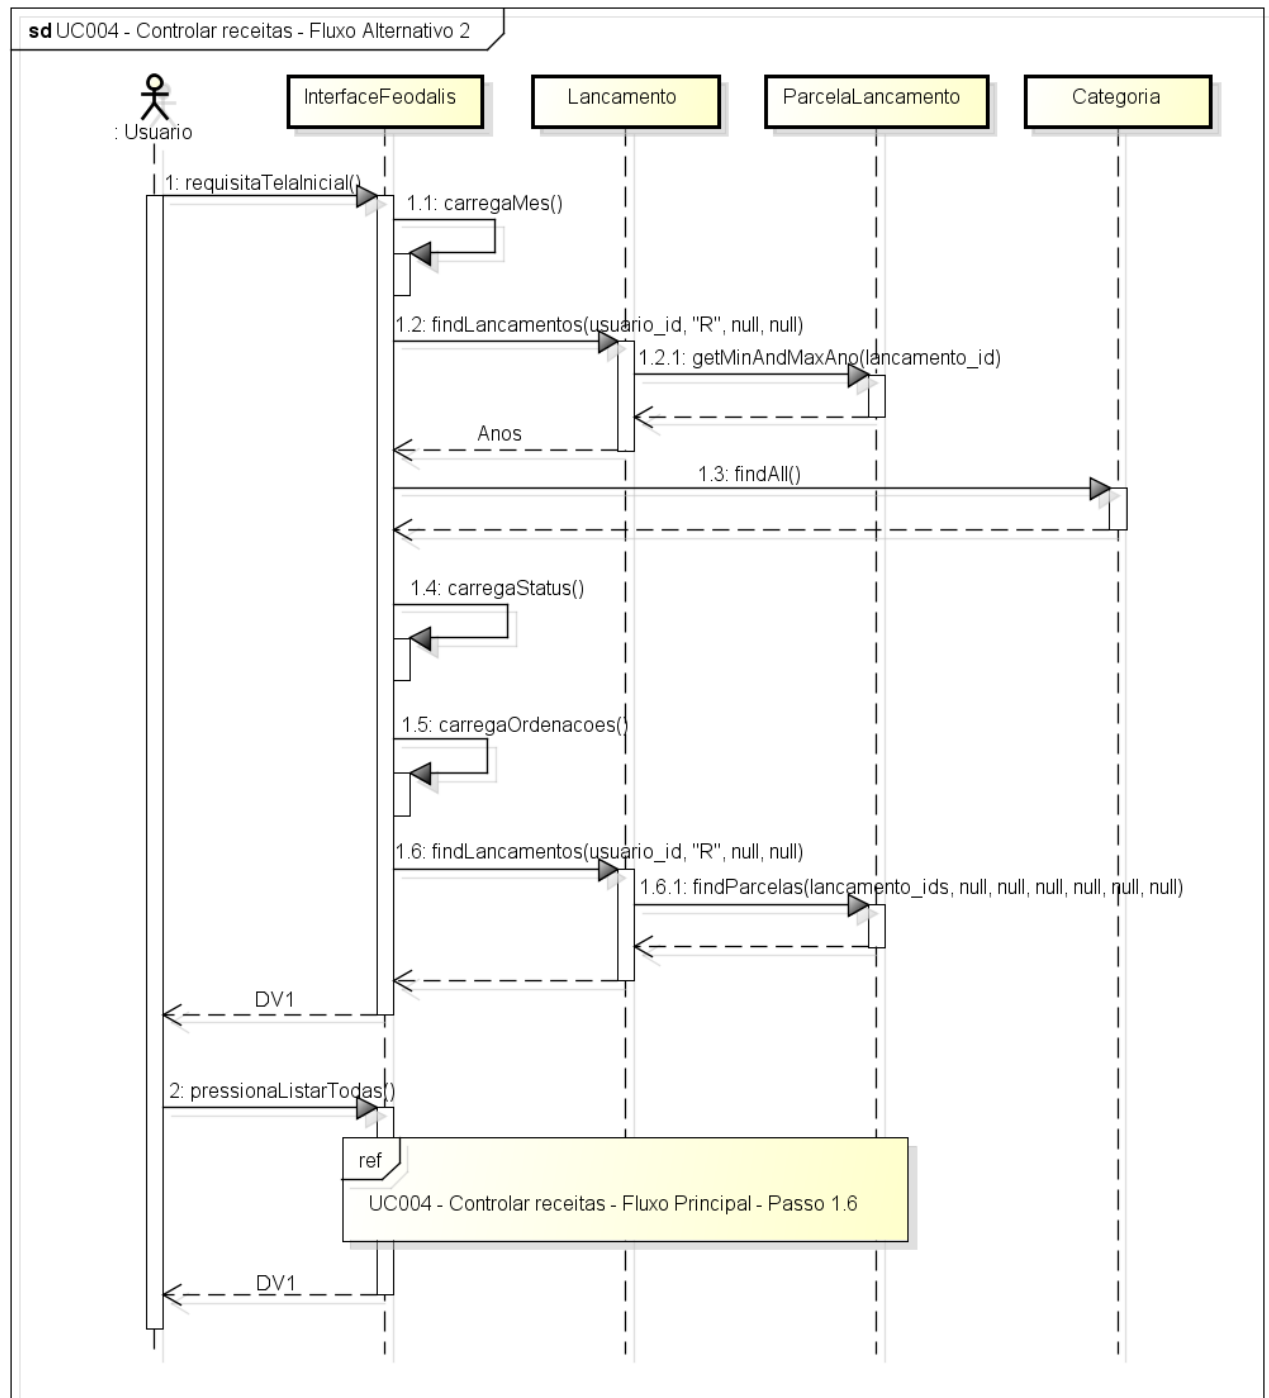 sd UC004 - Controlar receitas - Fluxo Alternativo 2
: Usuario
InterfaceFeodalis
Lancamento
ParcelaLancamento
Categoria
1: requisitaTelaInicial()
1.1: carregaMes()
1.2: findLancamentos(usuario_id, "R", null, null)
1.2.1: getMinAndMaxAno(lancamento_id)
Anos
1.3: findAll()
1.4: carregaStatus()
1.5: carregaOrdenacoes()
1.6: findLancamentos(usuario_id, "R", null, null)
1.6.1: findParcelas(lancamento_ids, null, null, null, null, null, null)
DV1
2: pressionaListarTodas()
ref
UC004 - Controlar receitas - Fluxo Principal - Passo 1.6
DV1